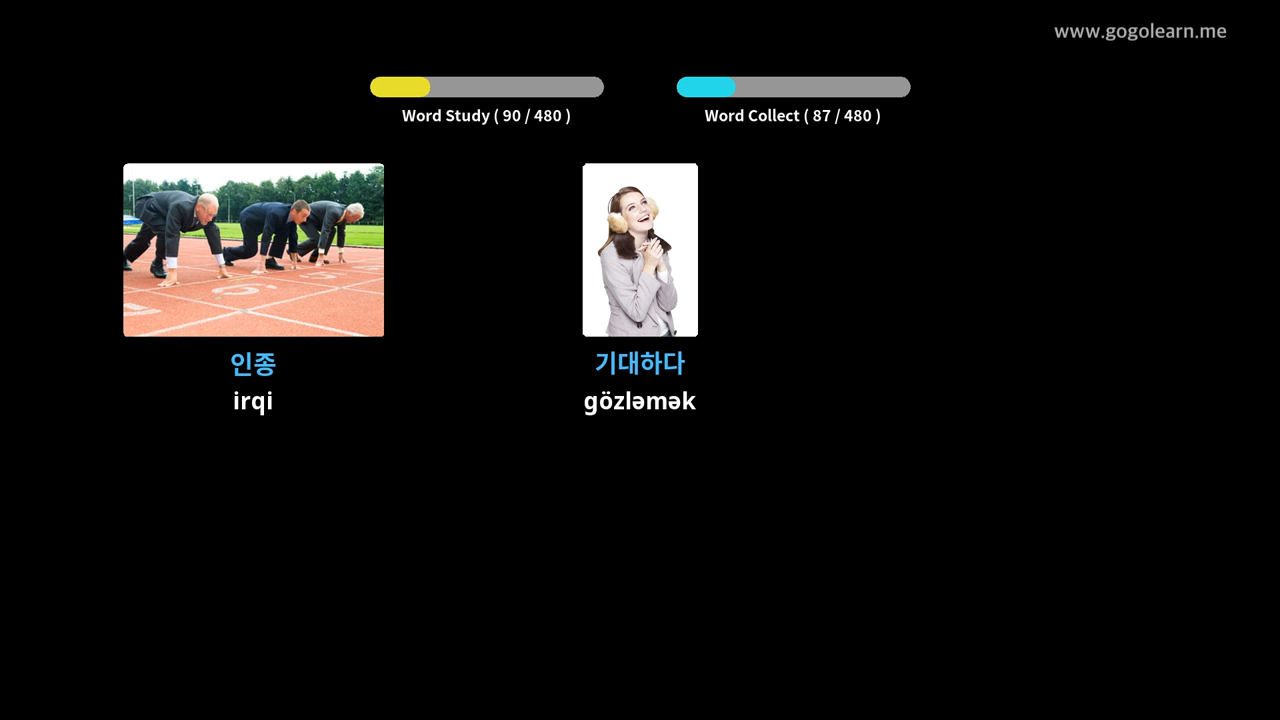 www.gogolearn.me
Word Study ( 90 / 480 )
Word Collect ( 87 / 480 )
인종
irqi
기대하다
gözləmək